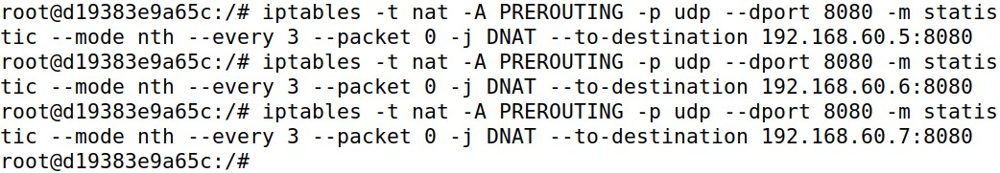 root@d19383e9a65c:/# iptables -t nat -A PREROUTING -p udp --dport 8080 -m statis
tic --mode nth --every 3 --packet 0 -j DNAT --to-destination 192.168.60.5:8080
root@d19383e9a65c:/# iptables -t nat -A PREROUTING -p udp --dport 8080 -m statis
tic --mode nth --every 3 --packet 0 -j DNAT --to-destination 192.168.60.6:8080
root@d19383e9a65c:/# iptables -t nat -A PREROUTING -p udp --dport 8080 -m statis
tic --mode nth --every 3 --packet 0 -j DNAT --to-destination 192.168.60.7:8080
root@d19383e9a65c:/#